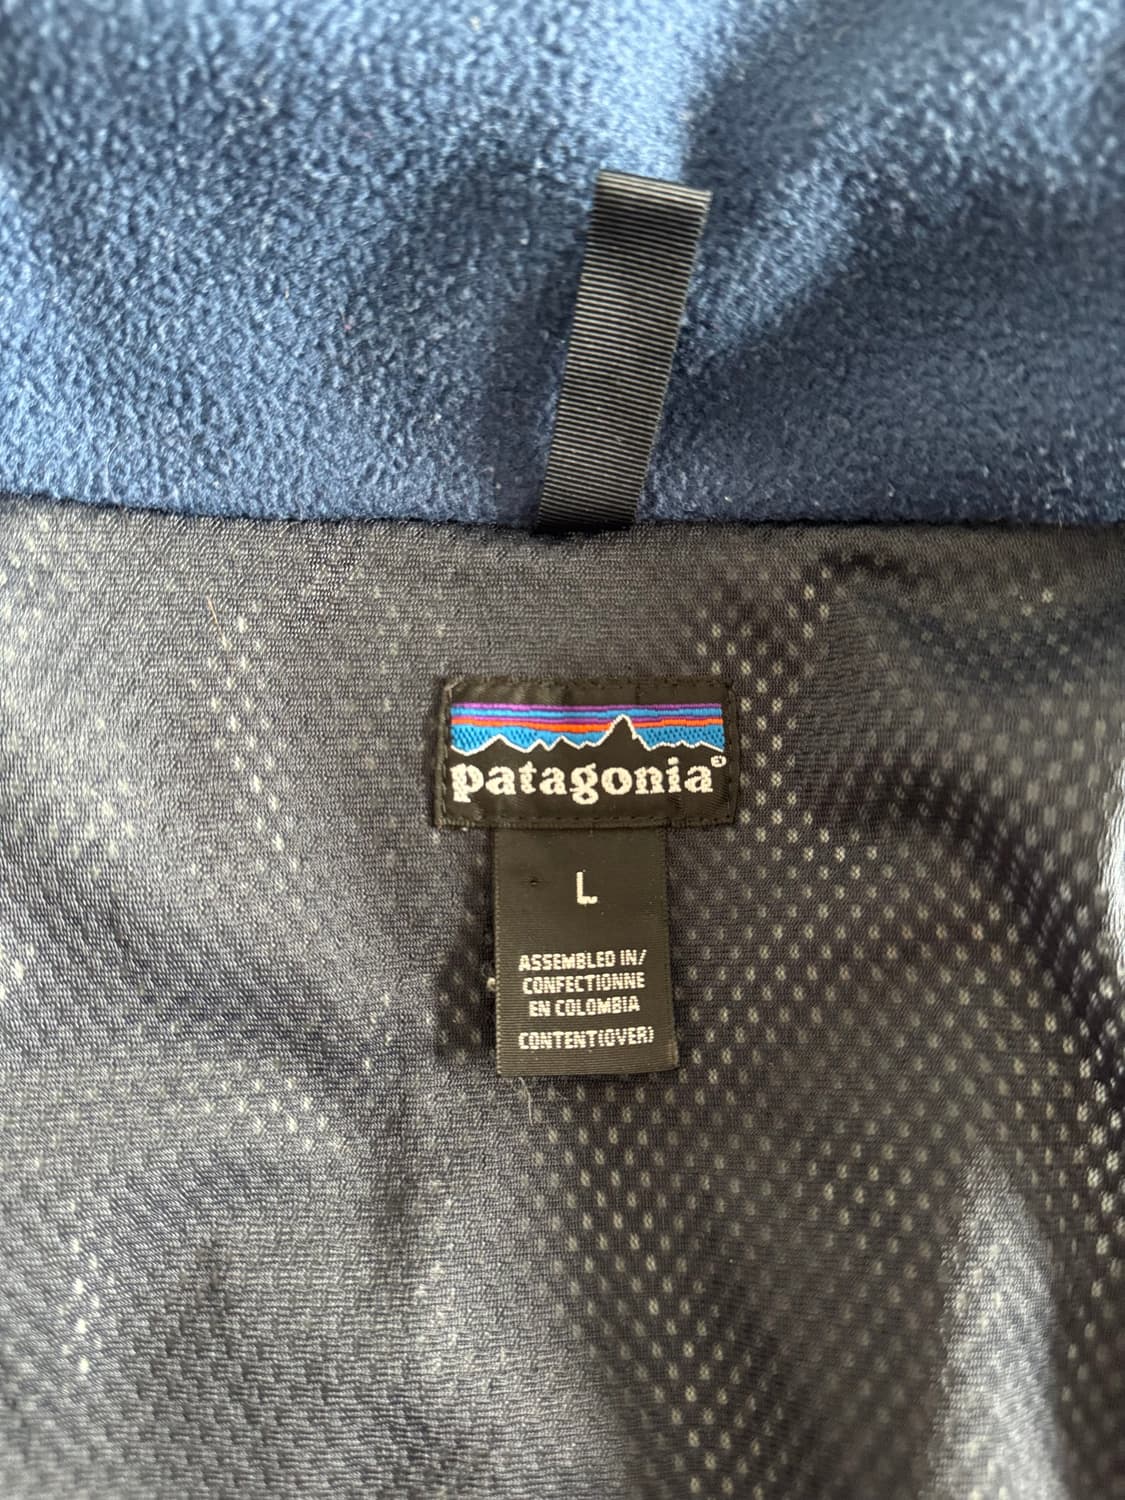 patagonia®
L
ASSEMBLED IN/
CONFECTIONNE
EN COLOMBIA
CONTENT(OVER)